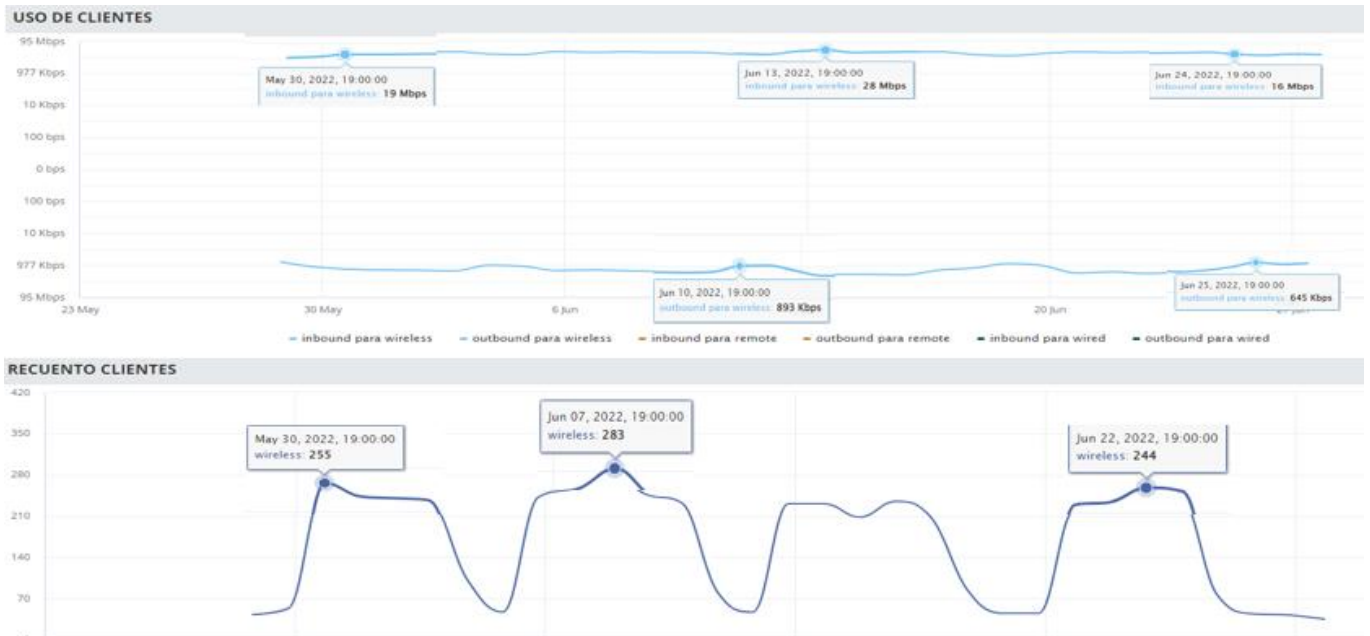 USO DE CLIENTES
95 Mbps
977 Kbps
10 Kbps
100 bps
0 bps
100 bps
10 Kbps
977 Kbps
95 Mbps
May 30, 2022, 19:00:00
inbound para wireless: 19 Mbps
Jun 13, 2022, 19:00:00
inbound para wireless: 28 Mbps
Jun 24, 2022, 19:00:00
inbound para wireless: 16 Mbps
Jun 10, 2022, 19:00:00
outbound para wireless: 893 Kbps
Jun 25, 2022, 19:00:00
outbound para wireless: 645 Kbps
23 May 30 May 6 Jun 20 Jun
inbound para wireless outbound para wireless inbound para remote outbound para remote inbound para wired outbound para wired
RECUENTO CLIENTES
420
350
280
210
140
70
May 30, 2022, 19:00:00
wireless: 255
Jun 07, 2022, 19:00:00
wireless: 283
Jun 22, 2022, 19:00:00
wireless: 244